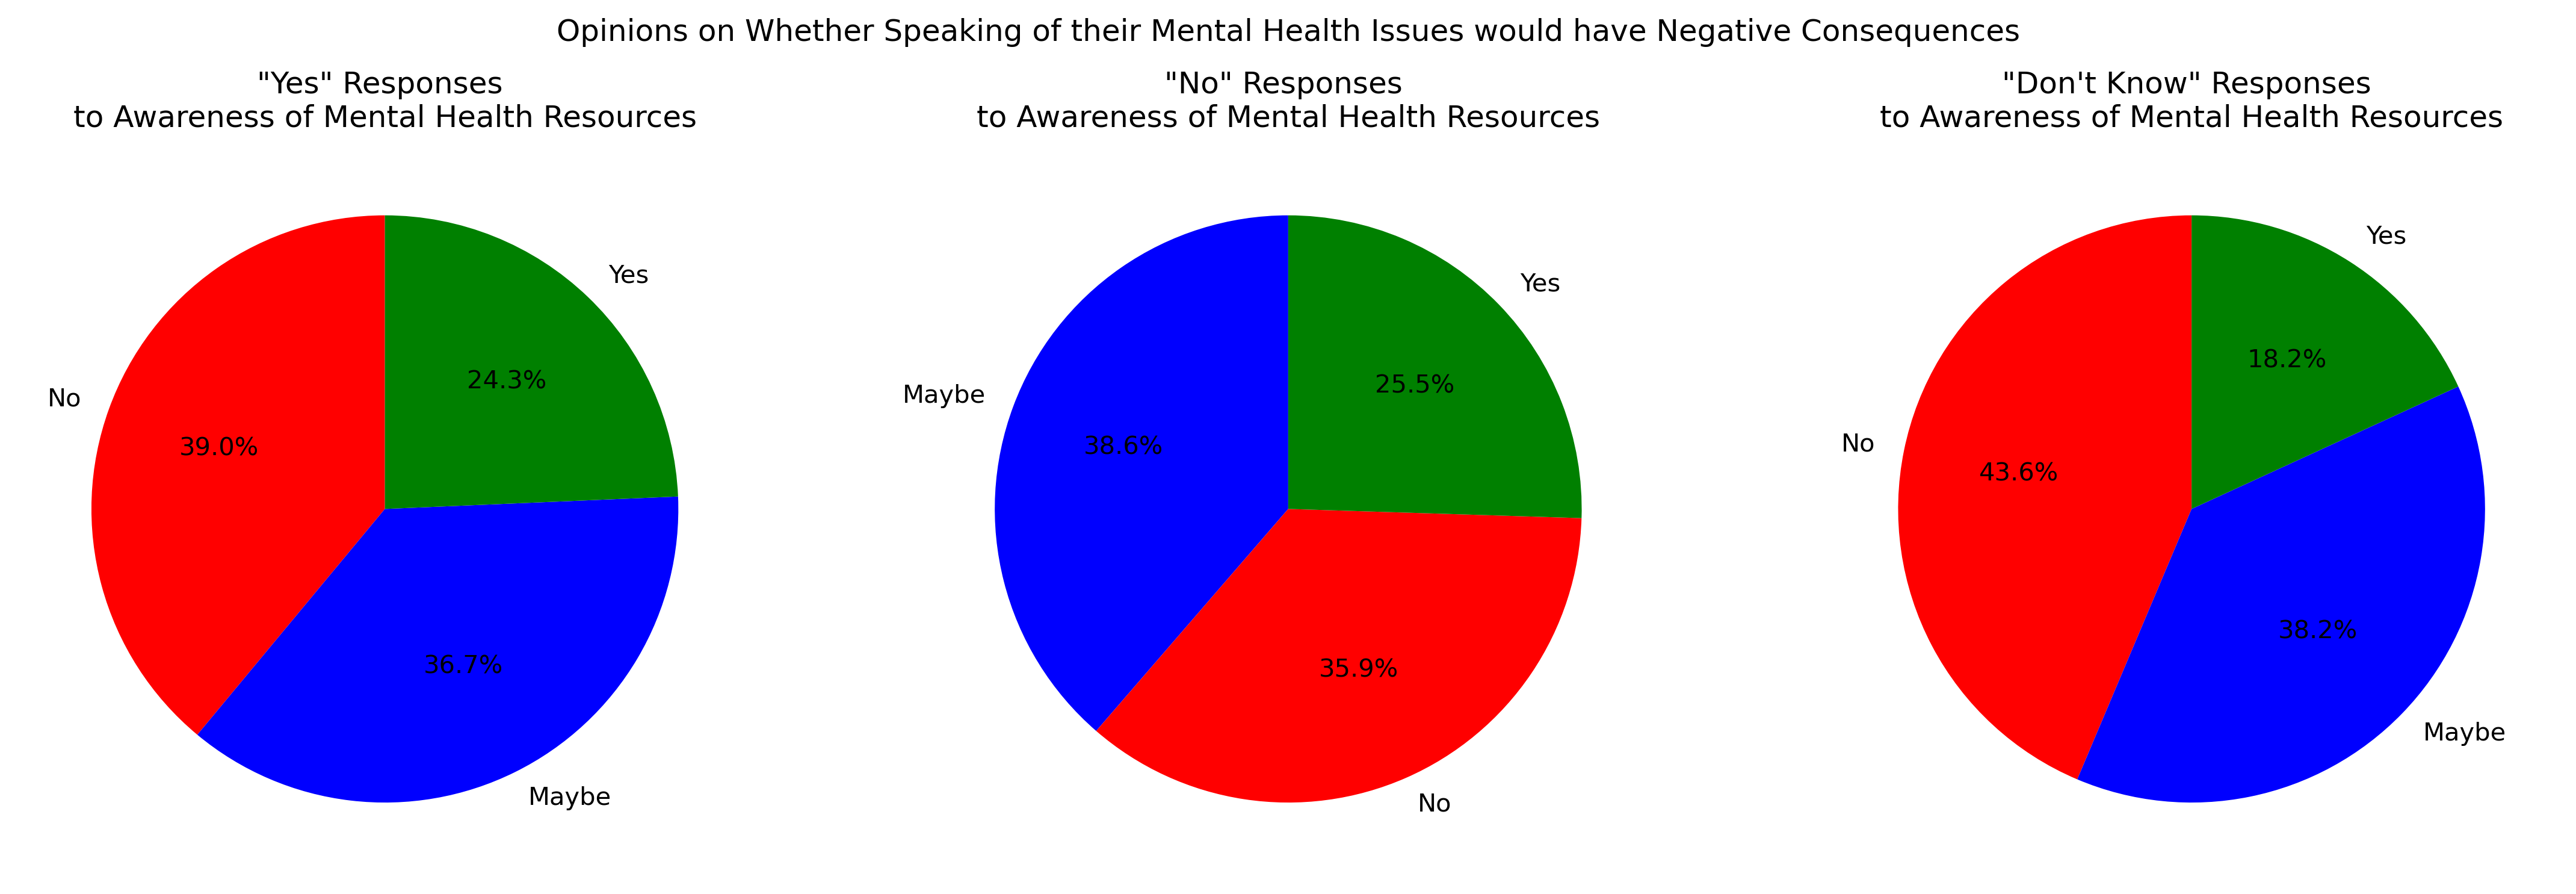 Opinions on Whether Speaking of their Mental Health Issues would have Negative Consequences
"Yes" Responses
to Awareness of Mental Health Resources
Yes
24.3%
No
39.0%
36.7%
Maybe
"No" Responses
to Awareness of Mental Health Resources
Yes
25.5%
Maybe
38.6%
35.9%
No
"Don't Know" Responses
to Awareness of Mental Health Resources
Yes
18.2%
No
43.6%
38.2%
Maybe